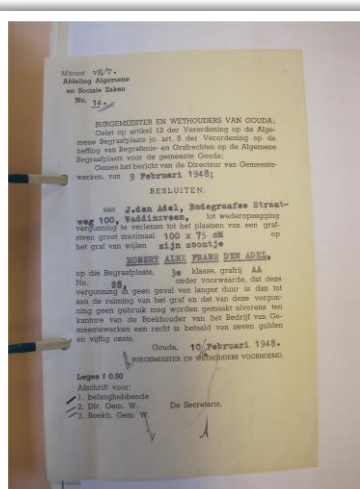 Minuut VR/T.
Afdeling Algemene
en Sociale Zaken
No. 14.
BURGEMEESTER EN WETHOUDERS VAN GOUDA;
Gelet op artikel 12 der Verordening op de Alge-
mene Begraafplaats jo. art. 5 der Verordening op de
heffing van Begrafenis- en Grafrechten op de Algemene
Begraafplaats voor de gemeente Gouda;
Gezien het bericht van de Directeur van Gemeente-
werken, van 9 Februari 1948;
BESLUITEN:
aan J.den Adel, Bodegraafse Straat-
weg 100, Waddinxveen, tot wederopzegging
vergunning te verlenen tot het plaatsen van een graf-
steen groot maximaal 100 x 75 cM op
het graf van wijlen zijn zoontje
ROBERT ALEX FRANS DEN ADEL,
op die Begraafplaats, 3e klasse, grafrij AA
No. 28, onder voorwaarde, dat deze
vergunning in geen geval van langer duur is dan tot
aan de ruiming van het graf en dat van deze vergun-
ning geen gebruik mag worden gemaakt alvorens ten
kantore van de Boekhouder van het Bedrijf van Ge-
meentewerken een recht is betaald van zeven gulden
en vijftig cents.
Gouda, 10 Februari 1948.
BURGEMEESTER EN WETHOUDERS VOORNOEMD.
Leges f 0.50
Afschrift voor:
1. belanghebbende
2. Dir. Gem. W. De Secretaris,
3. Boekh. Gem. W.